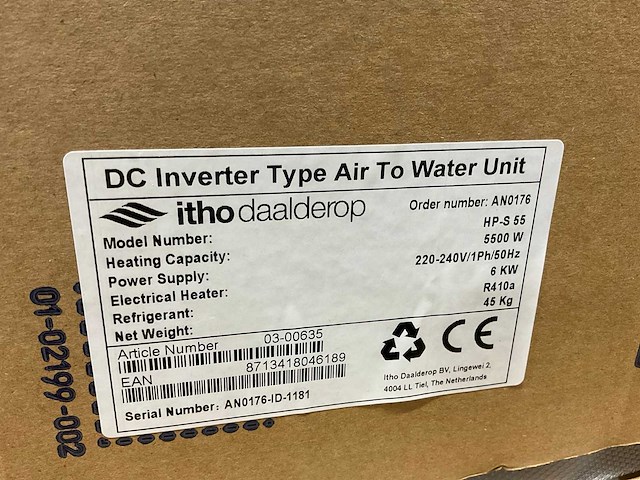 DC Inverter Type Air To Water Unit
itho daalderop
Order number: AN0176
Model Number: HP-S 55
Heating Capacity: 5500 W
Power Supply: 220-240V/1Ph/50Hz
Electrical Heater: 6 KW
Refrigerant: R410a
Net Weight: 45 Kg
Article Number 03-00635
EAN 8713418046189
Serial Number: AN0176-ID-1181
CE
Itho Daalderop BV, Lingewei 2,
4004 LL Tiel, The Netherlands
01-02199-002